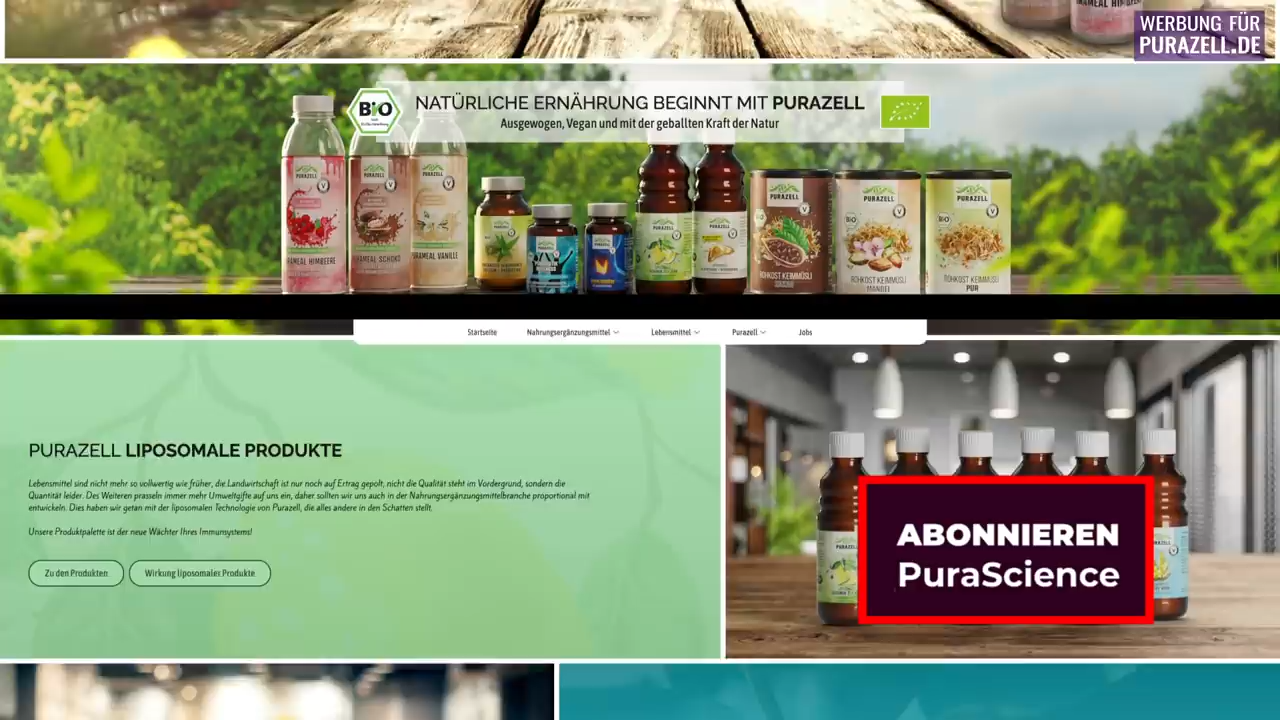 WERBUNG FÜR
PURAZELL.DE
NATÜRLICHE ERNÄHRUNG BEGINNT MIT PURAZELL
Ausgewogen, Vegan und mit der geballten Kraft der Natur
BIO
PURAZELL
PURAZELL
PURAZELL
PURAZELL
PURAZELL
PURAZELL
RAMEAL HIMBEERE
RAMEAL SCHOKO
RAMEAL VANILLE
ROHKOST KEIMMÜSLI
ROHKOST KEIMMÜSLI
MANDEL
ROHKOST KEIMMÜSLI
PUR
Startseite
Nahrungsergänzungsmittel
Lebensmittel
Purazell
Jobs
PURAZELL LIPOSOMALE PRODUKTE
Lebensmittel sind nicht mehr so vollwertig wie früher, die Landwirtschaft ist nur noch auf Ertrag gepolt, nicht die Qualität steht im Vordergrund, sondern die
Quantität leider. Des Weiteren prasseln immer mehr Umweltgifte auf uns ein, daher sollten wir uns auch in der Nahrungsergänzungsmittelbranche proportional mit
entwickeln. Dies haben wir getan mit der liposomalen Technologie von Purazell, die alles andere in den Schatten stellt.
Unsere Produktpalette ist der neue Wächter Ihres Immunsystems!
Zu den Produkten
Wirkung liposomaler Produkte
ABONNIEREN
PuraScience